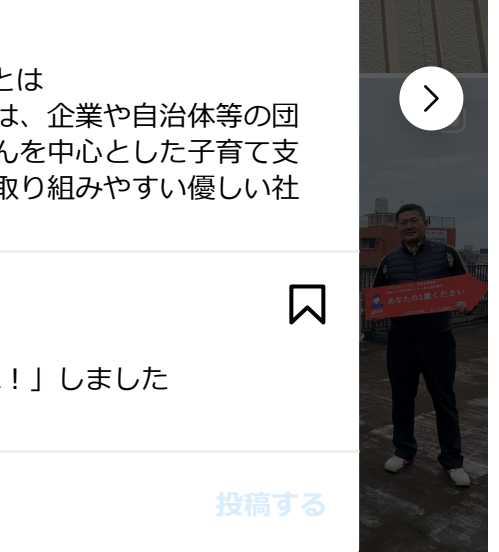 とは
は、企業や自治体等の団
んを中心とした子育て支
取り組みやすい優しい社
！」しました
投稿する
あなたの1票ください